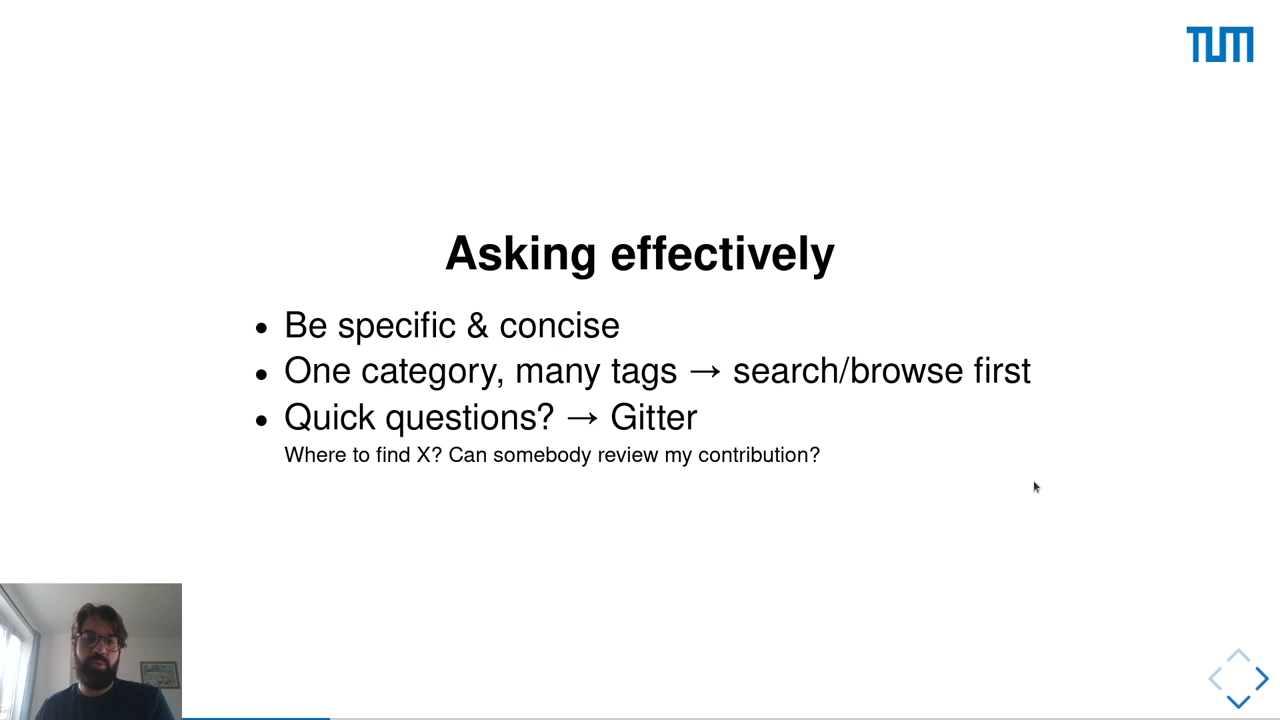 TUM
Asking effectively
• Be specific & concise
• One category, many tags → search/browse first
• Quick questions? → Gitter
Where to find X? Can somebody review my contribution?